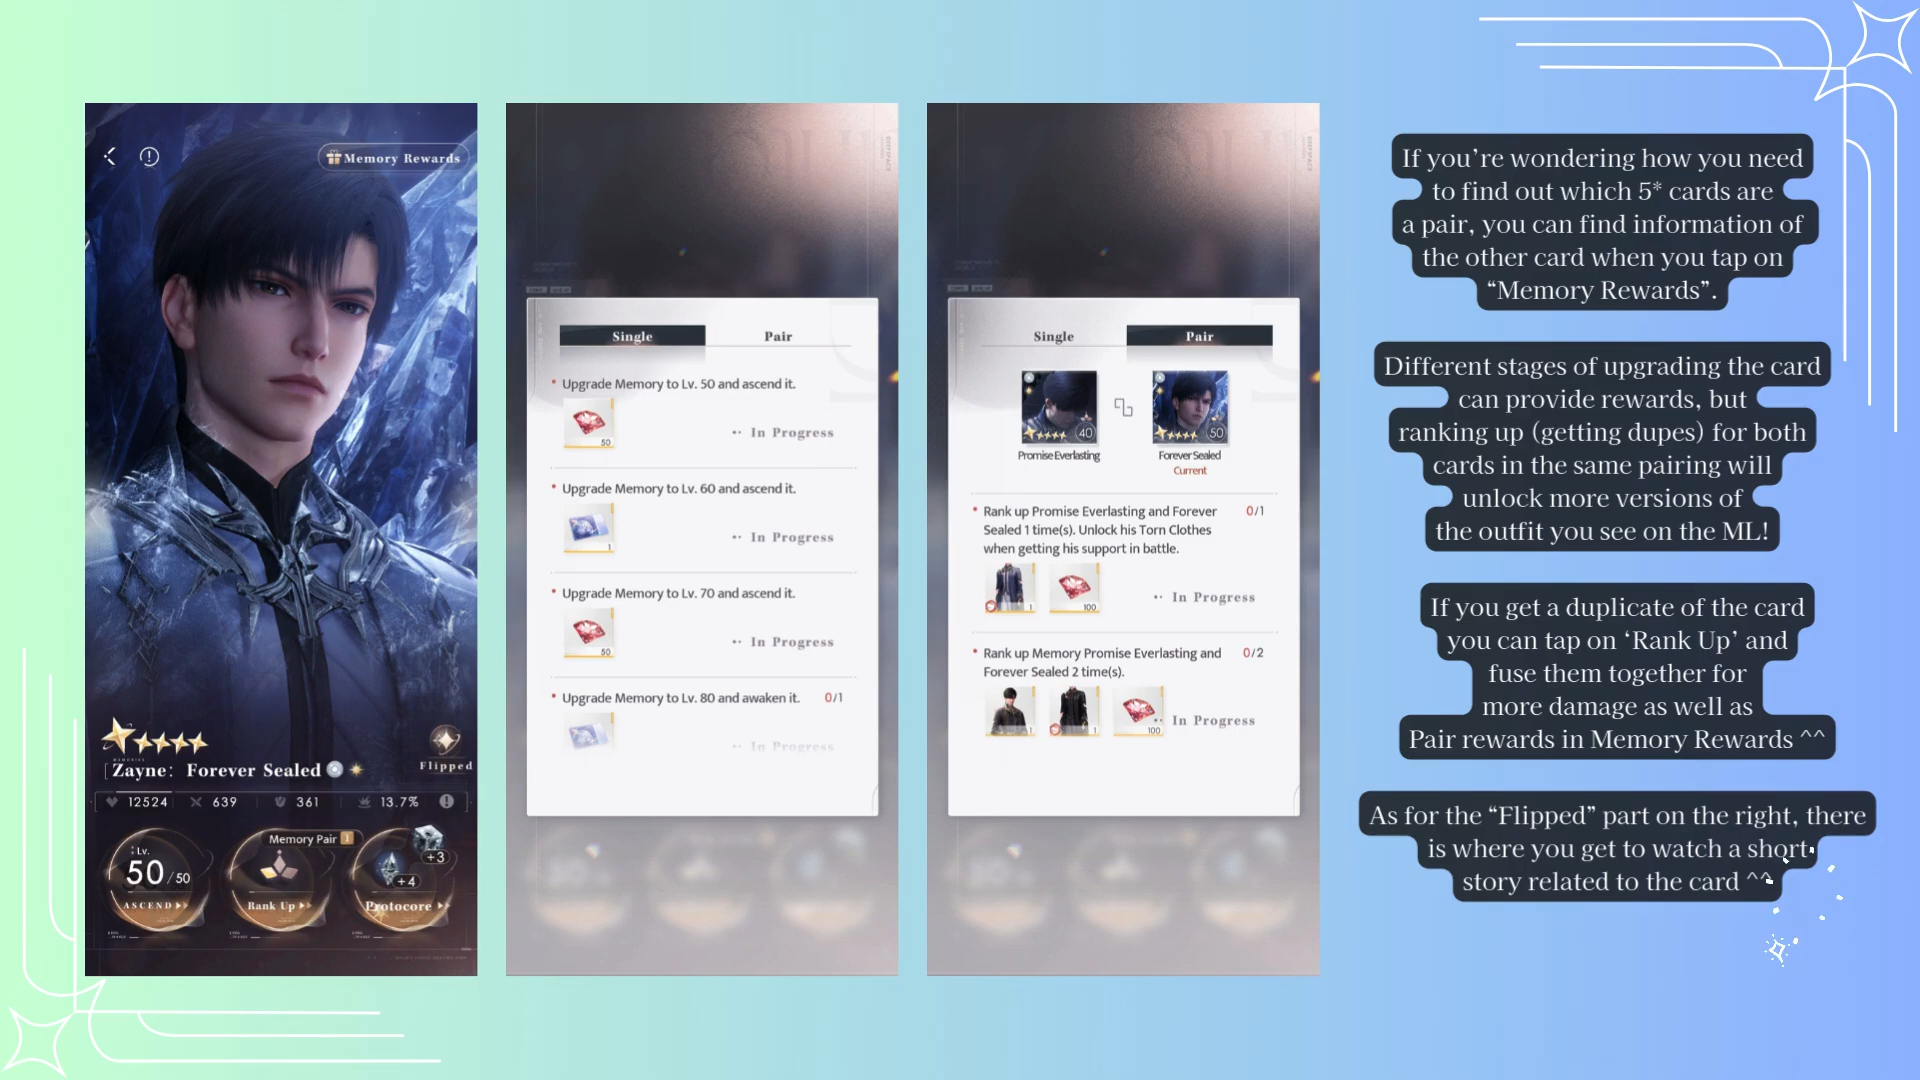 Memory Rewards
Zayne: Forever Sealed
Flipped
12524
639
361
13.7%
Memory Pair 1
Lv.
50/50
ASCEND
Rank Up
+3
+4
Protocore
Single
Pair
Upgrade Memory to Lv. 50 and ascend it.
50
In Progress
Upgrade Memory to Lv. 60 and ascend it.
1
In Progress
Upgrade Memory to Lv. 70 and ascend it.
50
In Progress
Upgrade Memory to Lv. 80 and awaken it. 0/1
In Progress
Single
Pair
40
50
Promise Everlasting
Forever Sealed
Current
Rank up Promise Everlasting and Forever 0/1
Sealed 1 time(s). Unlock his Torn Clothes
when getting his support in battle.
1
100
In Progress
Rank up Memory Promise Everlasting and 0/2
Forever Sealed 2 time(s).
1
1
100
In Progress
If you're wondering how you need
to find out which 5* cards are
a pair, you can find information of
the other card when you tap on
“Memory Rewards”.
Different stages of upgrading the card
can provide rewards, but
ranking up (getting dupes) for both
cards in the same pairing will
unlock more versions of
the outfit you see on the ML!
If you get a duplicate of the card
you can tap on ‘Rank Up’ and
fuse them together for
more damage as well as
Pair rewards in Memory Rewards ^^
As for the “Flipped” part on the right, there
is where you get to watch a short
story related to the card ^^